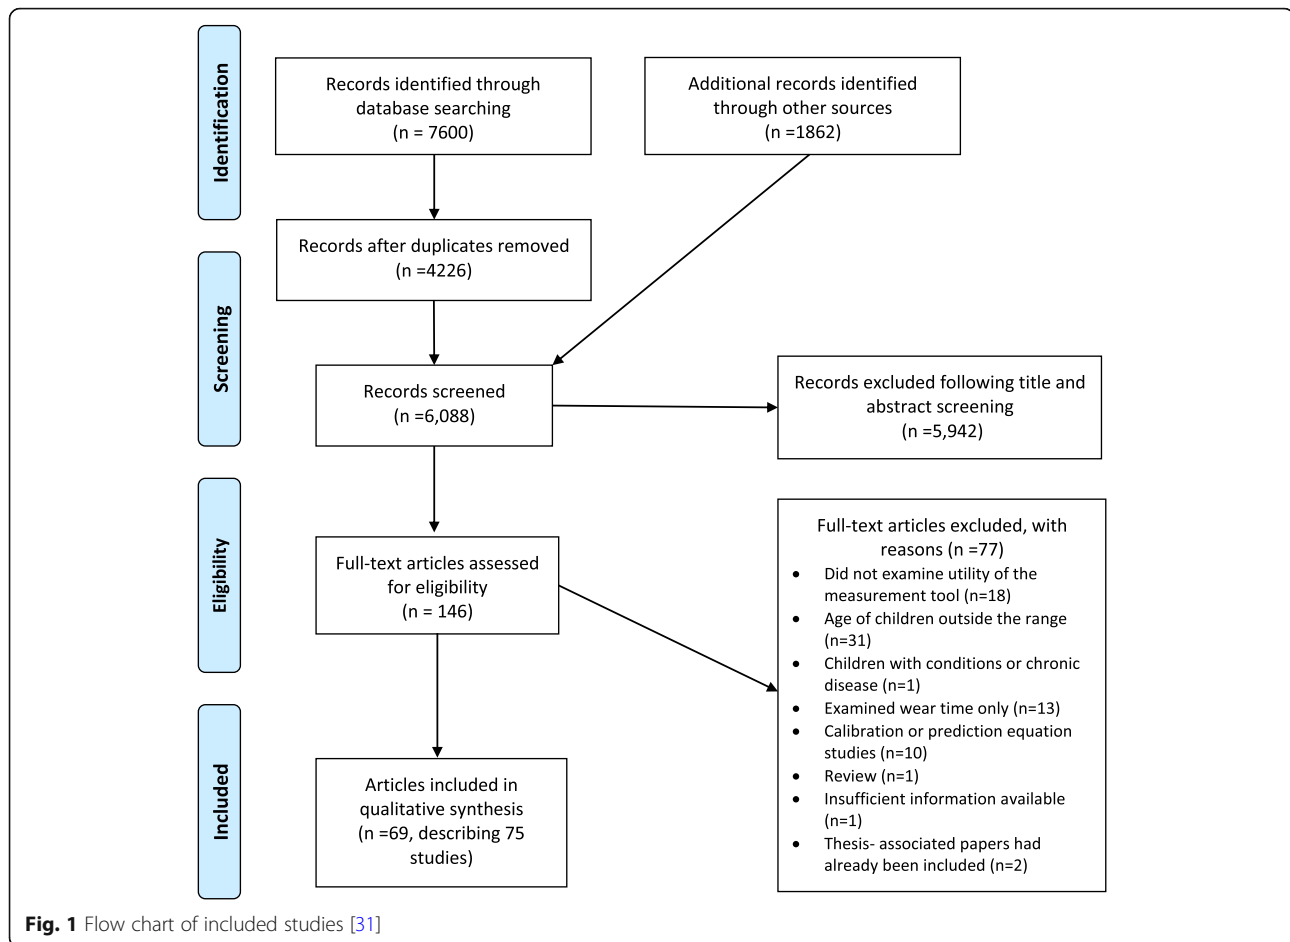 Identification
Records identified through
database searching
(n = 7600)
Additional records identified
through other sources
(n =1862)
Records after duplicates removed
(n =4226)
Screening
Records screened
(n =6,088)
Records excluded following title and
abstract screening
(n =5,942)
Eligibility
Full-text articles assessed
for eligibility
(n = 146)
Full-text articles excluded, with
reasons (n =77)
• Did not examine utility of the
measurement tool (n=18)
• Age of children outside the range
(n=31)
• Children with conditions or chronic
disease (n=1)
• Examined wear time only (n=13)
• Calibration or prediction equation
studies (n=10)
• Review (n=1)
• Insufficient information available
(n=1)
• Thesis- associated papers had
already been included (n=2)
Included
Articles included in
qualitative synthesis
(n =69, describing 75
studies)
Fig. 1 Flow chart of included studies [31]